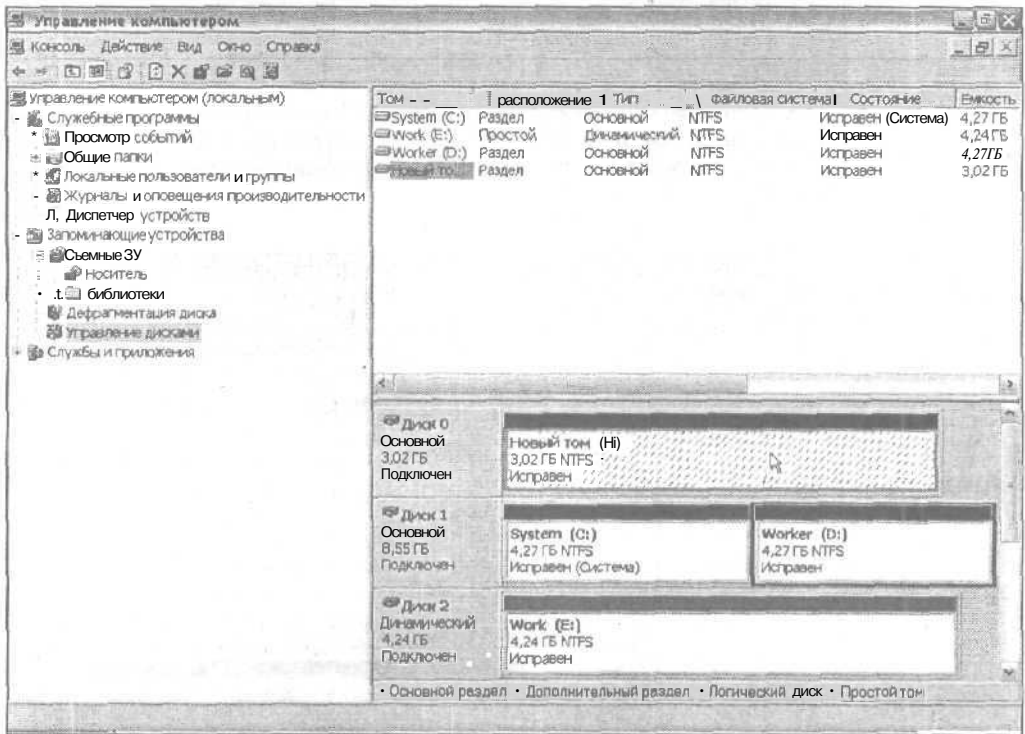 Управление компьютером
Консоль Действие Вид Окно Справка
Управление компьютером (локальным)
- Служебные программы
* Просмотр событий
Общие папки
* Локальные пользователи и группы
- Журналы и оповещения производительности
Л, Диспетчер устройств
- Запоминающие устройства
Съемные ЗУ
Носитель
• .t. библиотеки
Дефрагментация диска
Управление дисками
+ Службы и приложения
Том - - __ расположение 1 Тип _ _ \ Файловая система I Состояние Емкость
System (C:) Раздел Основной NTFS Исправен (Система) 4,27 ГБ
Work (E:) Простой Динамический NTFS Исправен 4,24 ГБ
Worker (D:) Раздел Основной NTFS Исправен 4,27ГБ
Новый то... Раздел Основной NTFS Исправен 3,02 ГБ
Диск 0
Основной
3,02 ГБ
Подключен
Новый том (Hi)
3,02 ГБ NTFS
Исправен
Диск 1
Основной
8,55 ГБ
Подключен
System (C:)
4,27 ГБ NTFS
Исправен (Система)
Worker (D:)
4,27 ГБ NTFS
Исправен
Диск 2
Динамический
4,24 ГБ
Подключен
Work (E:)
4,24 ГБ NTFS
Исправен
• Основной раздел • Дополнительный раздел • Логический диск • Простой том